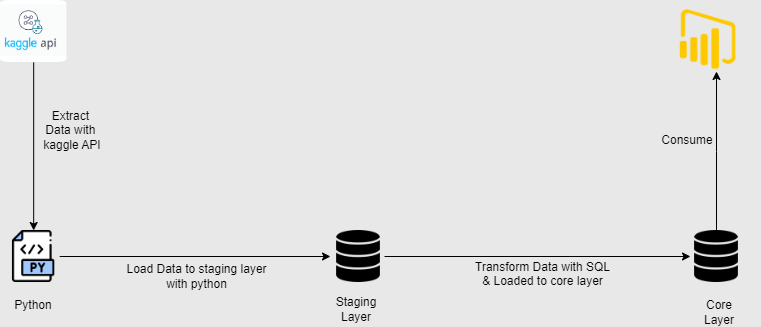 kaggle api
Extract
Data with
kaggle API
Consume
</>
PY
Load Data to staging layer
with python
Transform Data with SQL
& Loaded to core layer
Python
Staging
Layer
Core
Layer